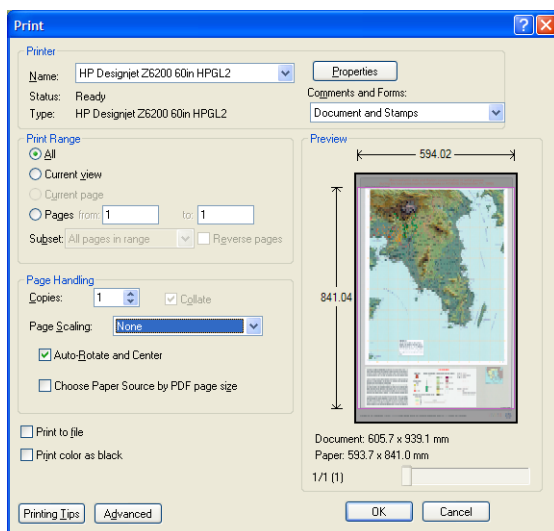 Print
Printer
Name: HP Designjet Z6200 60in HPGL2
Properties
Status: Ready
Comments and Forms:
Type: HP Designjet Z6200 60in HPGL2
Document and Stamps
Print Range
All
Current view
Current page
Pages from: 1 to: 1
Subset: All pages in range Reverse pages
Page Handling
Copies: 1 Collate
Page Scaling: None
Auto-Rotate and Center
Choose Paper Source by PDF page size
Print to file
Print color as black
Printing Tips
Advanced
Preview
594.02
841.04
Document: 605.7 x 939.1 mm
Paper: 593.7 x 841.0 mm
1/1 (1)
OK
Cancel